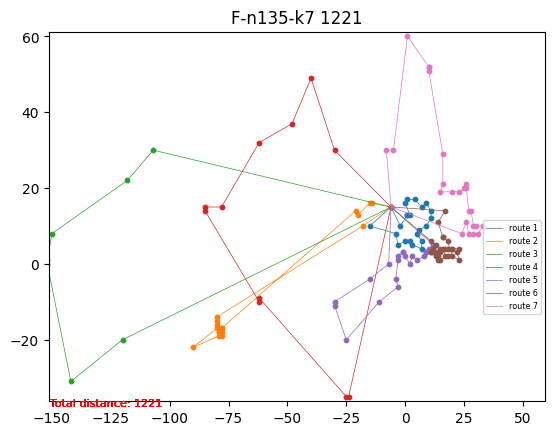 F-n135-k7 1221
60
40
20
0
−20
−150
−125
−100
−75
−50
−25
0
25
50
route 1
route 2
route 3
route 4
route 5
route 6
route 7
Total distance: 1221